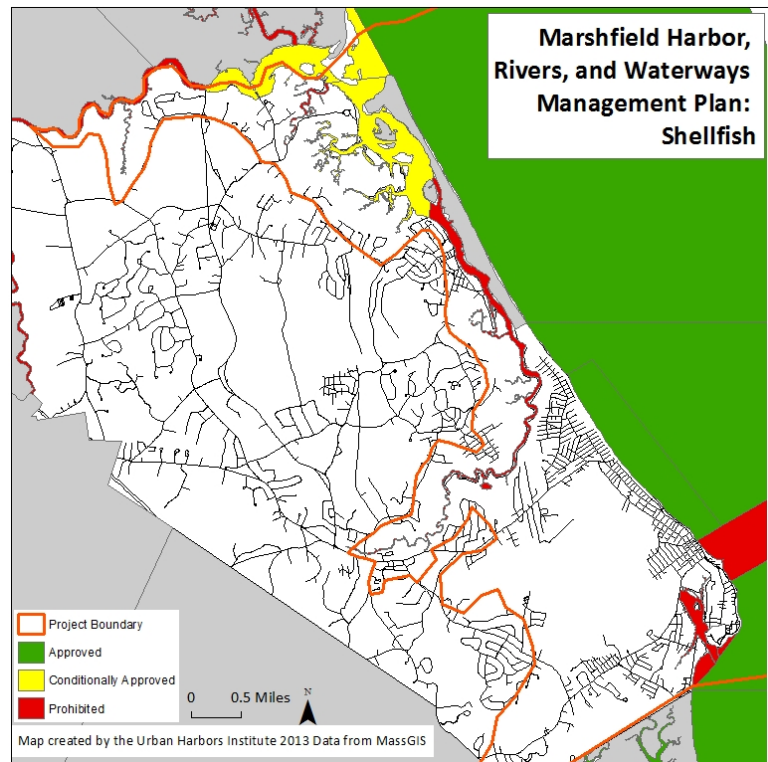 Marshfield Harbor,
Rivers, and Waterways
Management Plan:
Shellfish
Project Boundary
Approved
Conditionally Approved
Prohibited
0 0.5 Miles
N
Map created by the Urban Harbors Institute 2013 Data from MassGIS